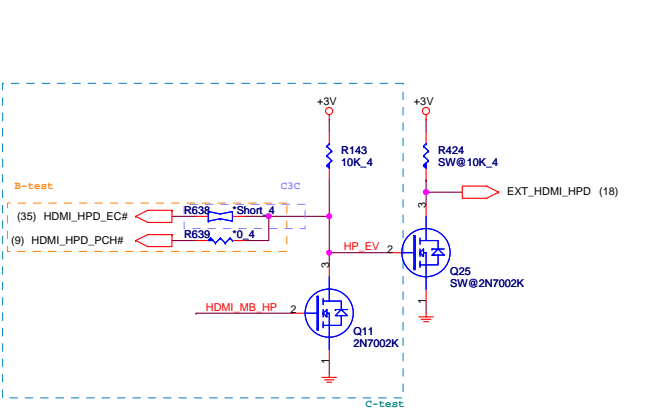 +3V
+3V
R143
10K_4
R424
SW@10K_4
B-test
C3C
3
EXT_HDMI_HPD (18)
R638
*Short_4
(35) HDMI_HPD_EC#
R639
*0_4
(9) HDMI_HPD_PCH#
HP_EV
2
3
Q25
SW@2N7002K
1
HDMI_MB_HP
2
Q11
2N7002K
1
C-test